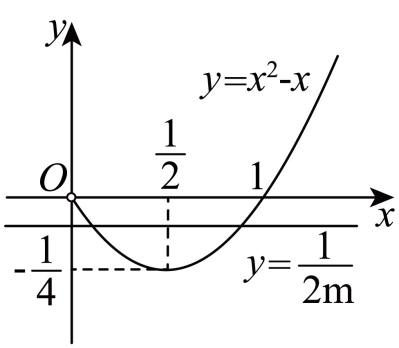 y
y=x²-x
1/2
O
1
x
-1/4
y=1/2m